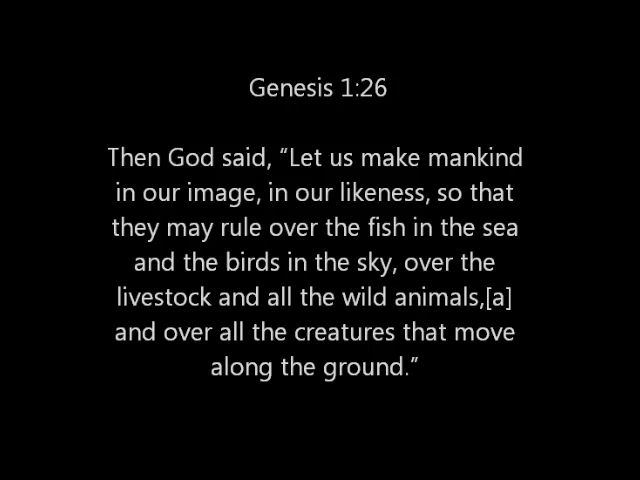 Genesis 1:26
Then God said, “Let us make mankind
in our image, in our likeness, so that
they may rule over the fish in the sea
and the birds in the sky, over the
livestock and all the wild animals,[a]
and over all the creatures that move
along the ground.”